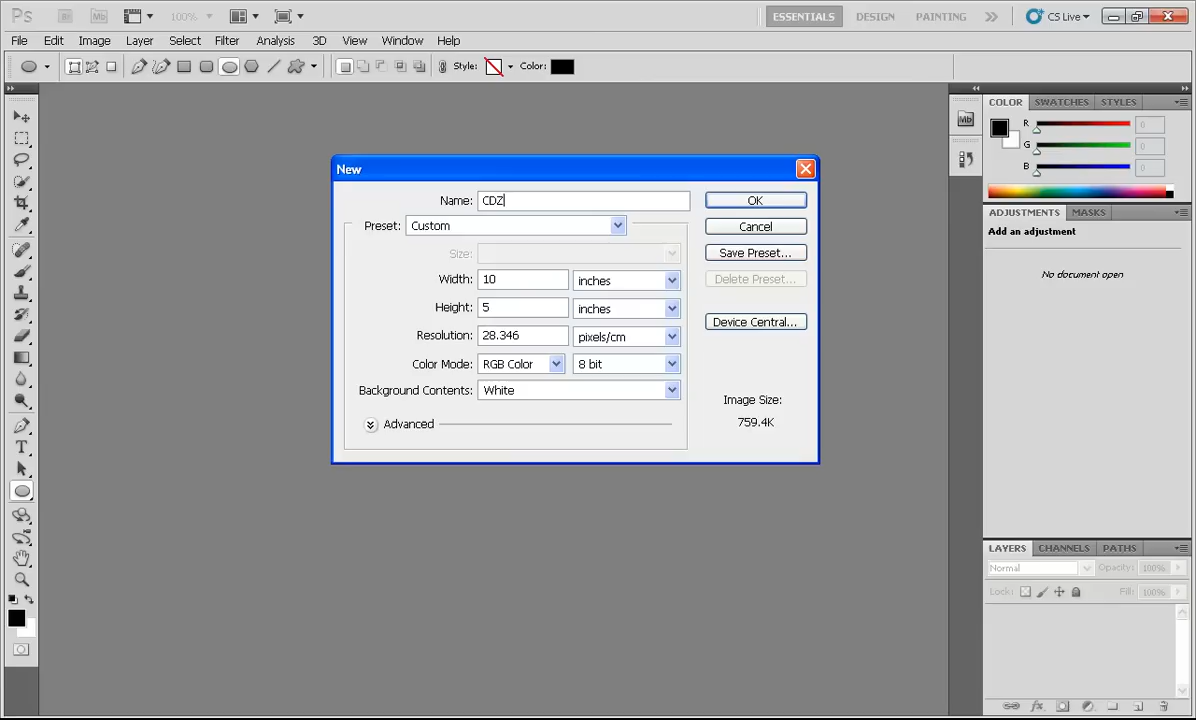 Ps Br Mb 100% ESSENTIALS DESIGN PAINTING CS Live
File Edit Image Layer Select Filter Analysis 3D View Window Help
Style: Color:
Mb
COLOR SWATCHES STYLES
R 0
G 0
B 0
ADJUSTMENTS MASKS
Add an adjustment
No document open
New
Name: CDZ OK
Preset: Custom Cancel
Size: Save Preset...
Width: 10 inches Delete Preset...
Height: 5 inches
Device Central...
Resolution: 28.346 pixels/cm
Color Mode: RGB Color 8 bit
Background Contents: White
Image Size:
759.4K
Advanced
T
LAYERS CHANNELS PATHS
Normal Opacity: 100%
Lock: Fill: 100%
fx